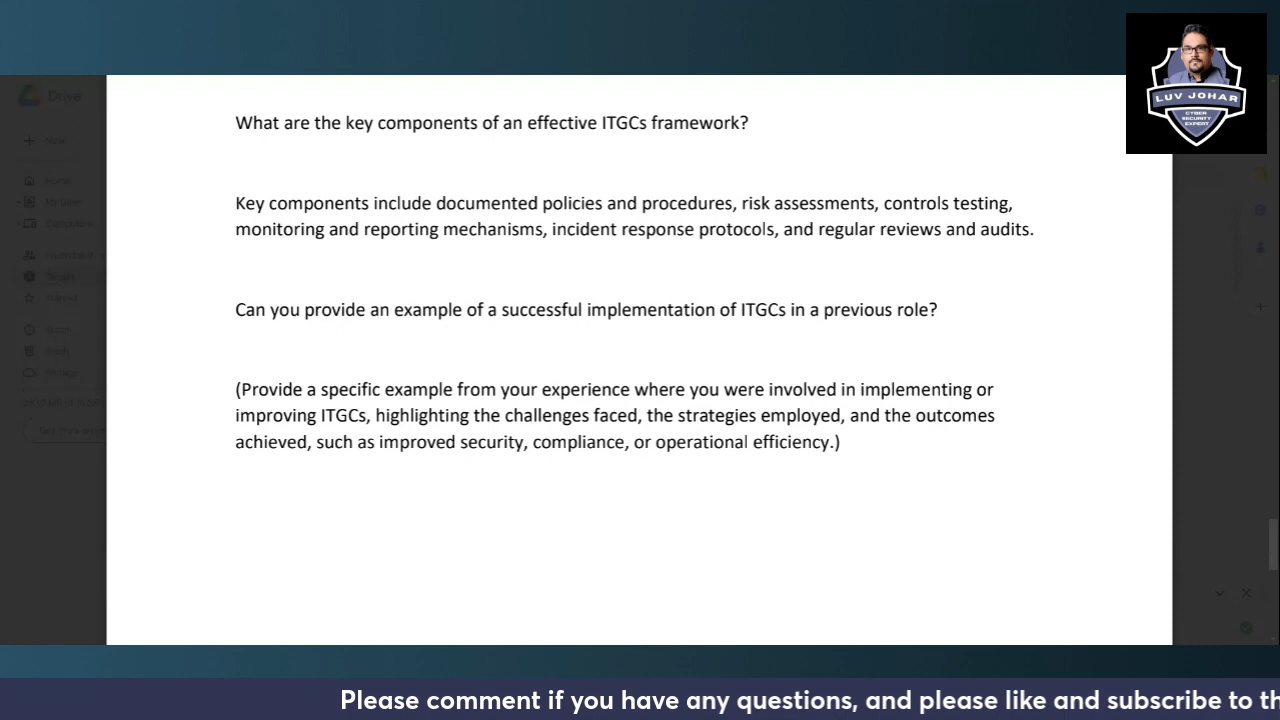 Drive
LUV JOHAR
CYBER
SECURITY
EXPERT
What are the key components of an effective ITGCs framework?
Key components include documented policies and procedures, risk assessments, controls testing,
monitoring and reporting mechanisms, incident response protocols, and regular reviews and audits.
Can you provide an example of a successful implementation of ITGCs in a previous role?
(Provide a specific example from your experience where you were involved in implementing or
improving ITGCs, highlighting the challenges faced, the strategies employed, and the outcomes
achieved, such as improved security, compliance, or operational efficiency.)
Please comment if you have any questions, and please like and subscribe to th